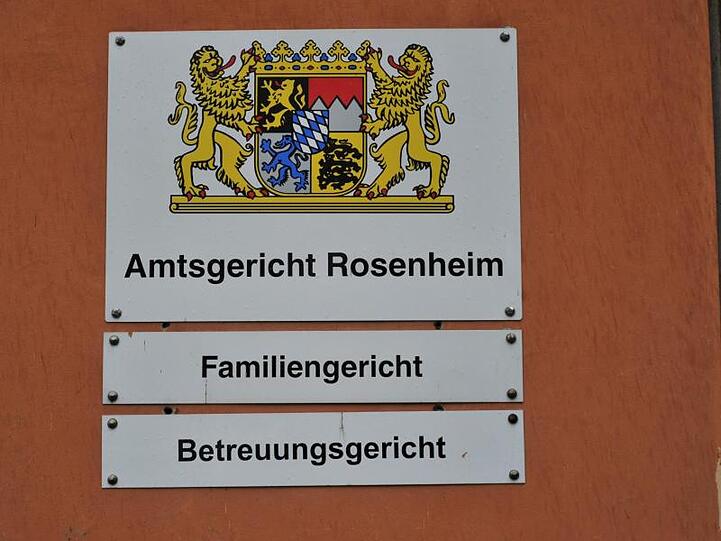 Amtsgericht Rosenheim
Familiengericht
Betreuungsgericht